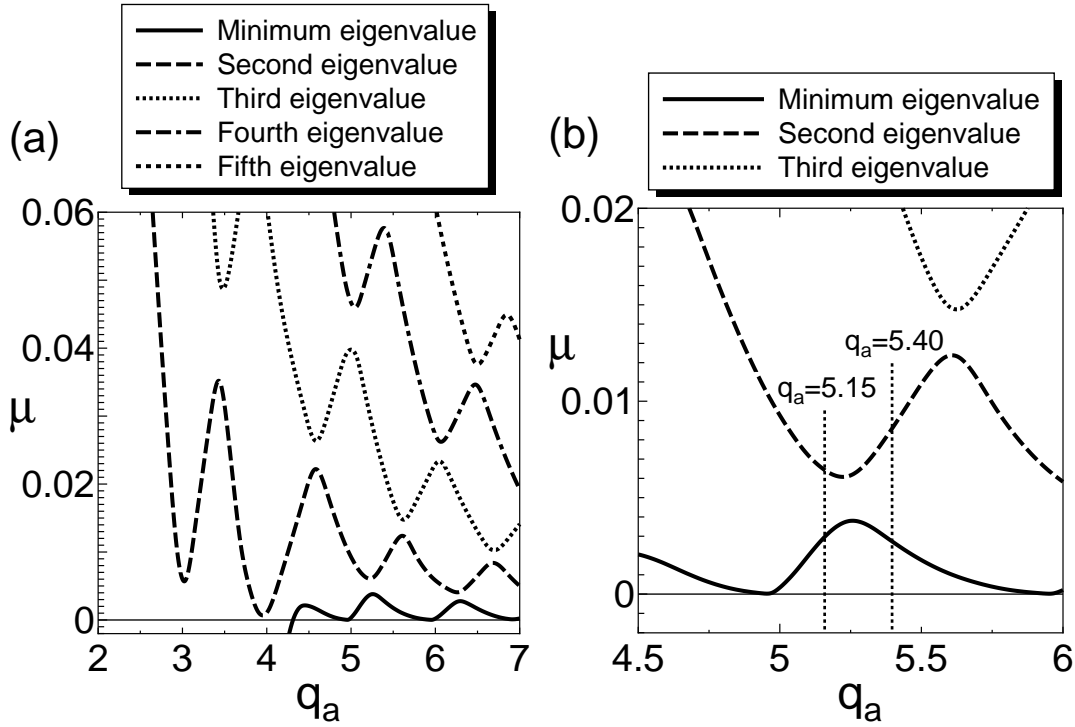 Minimum eigenvalue
Second eigenvalue
Third eigenvalue
Fourth eigenvalue
Fifth eigenvalue
(a)
0.06
0.04
μ
0.02
0
2 3 4 5 6 7
qₐ
Minimum eigenvalue
Second eigenvalue
Third eigenvalue
(b)
0.02
μ
qₐ=5.40
qₐ=5.15
0.01
0
4.5 5 5.5 6
qₐ